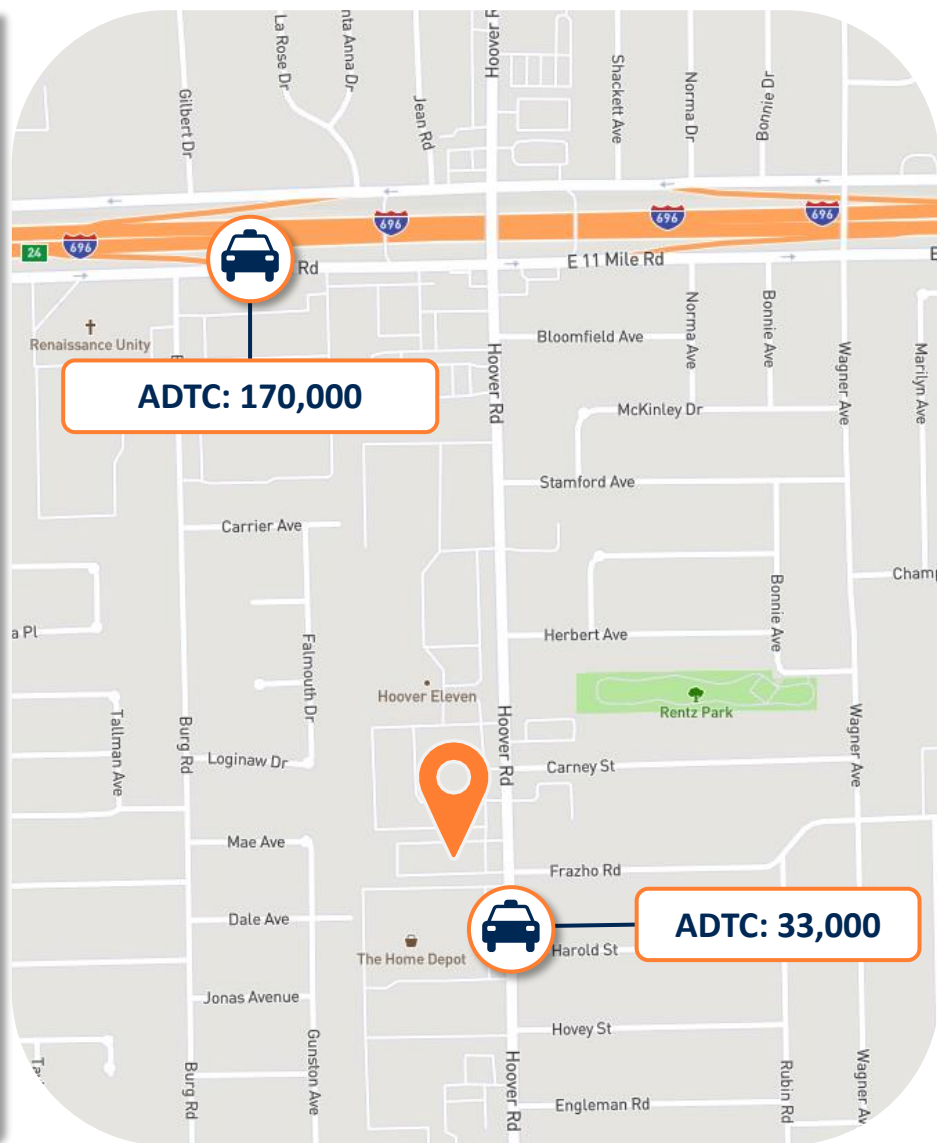 La Rose Dr
nta Anna Dr
Hoover R
Gilbert Dr
Jean Rd
Shackett Ave
Norma Dr
Bonnie Dr
696
696
696
696
24
Rd
E 11 Mile Rd
E
Renaissance Unity
Bloomfield Ave
Norma Ave
Bonnie Ave
Hoover Rd
Wagner Ave
Marilyn Ave
ADTC: 170,000
McKinley Dr
Stamford Ave
Carrier Ave
Champ
Bonnie Ave
a Pl
Herbert Ave
Falmouth Dr
Hoover Eleven
Rentz Park
Tallman Ave
Burg Rd
Hoover Rd
Wagner Ave
Loginaw Dr
Carney St
Mae Ave
Frazho Rd
Dale Ave
ADTC: 33,000
The Home Depot
Harold St
Jonas Avenue
Hovey St
Gunston Ave
Burg Rd
Hoover Rd
Rubin Rd
Wagner Av
Engleman Rd